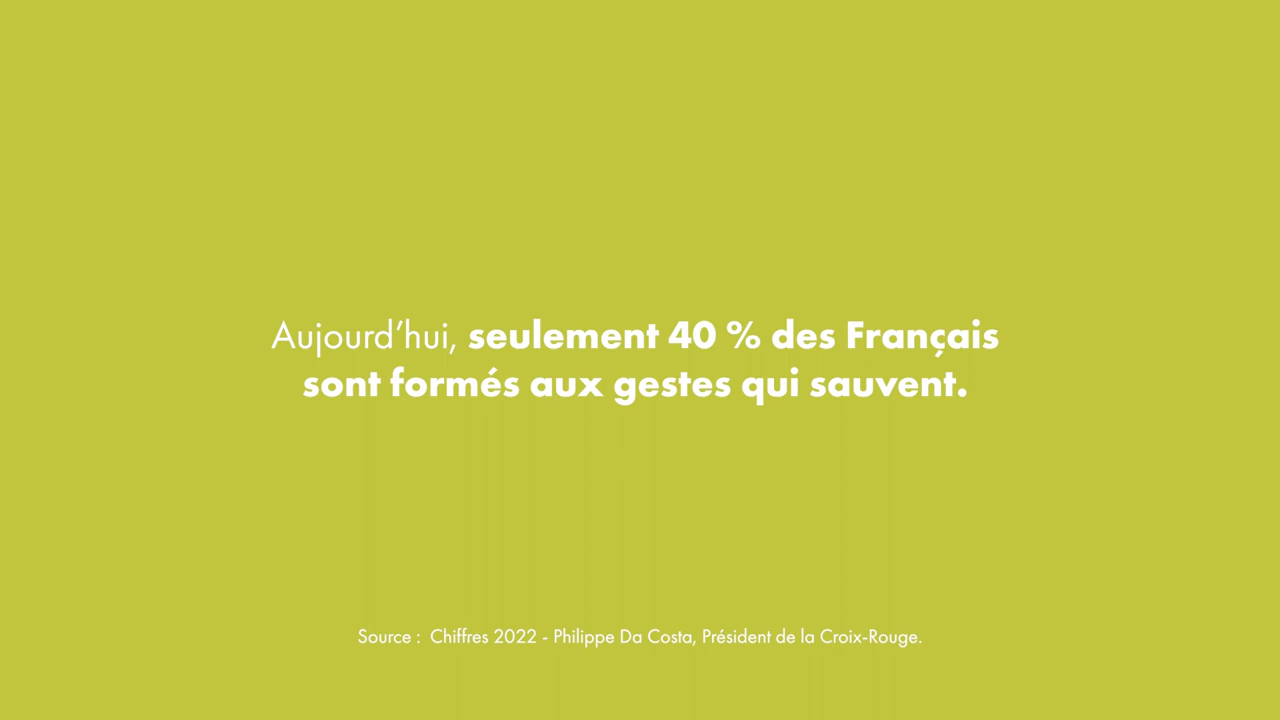 Aujourd’hui, seulement 40 % des Français
sont formés aux gestes qui sauvent.
Source : Chiffres 2022 - Philippe Da Costa, Président de la Croix-Rouge.